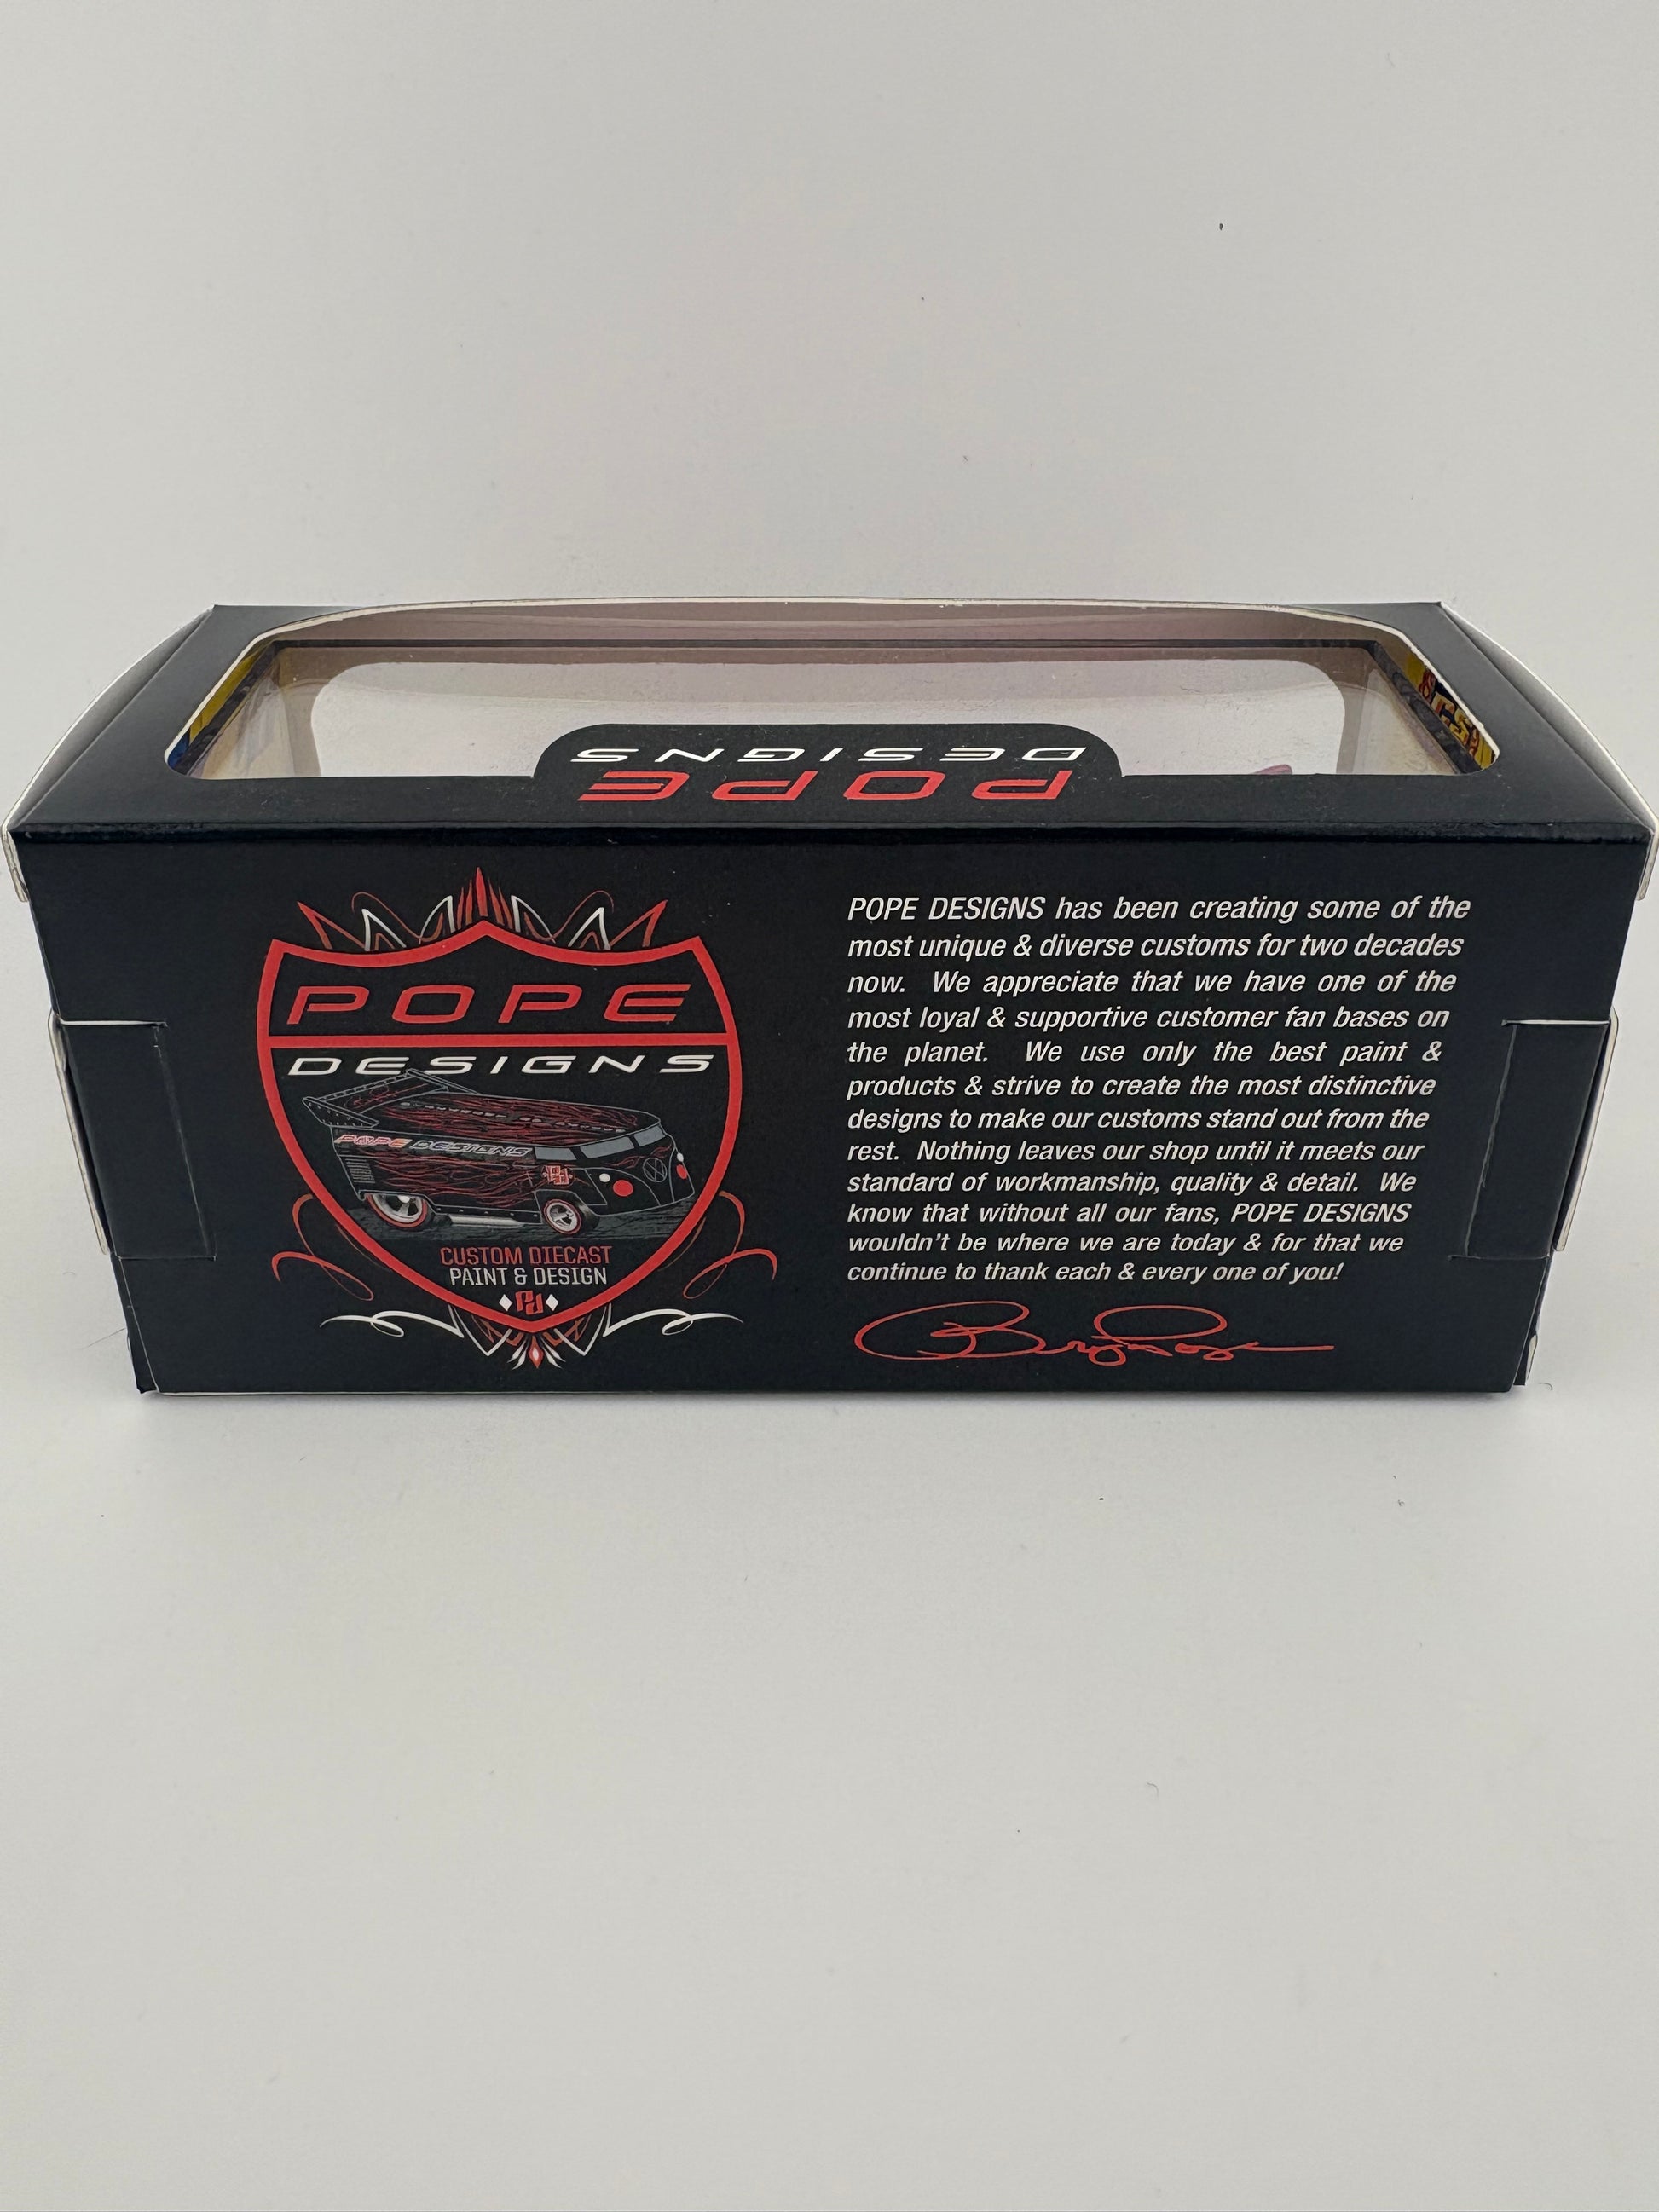 POPE
DESIGNS
POPE
DESIGNS
POPE DESIGNS
CUSTOM DIECAST
PAINT & DESIGN
POPE DESIGNS has been creating some of the
most unique & diverse customs for two decades
now. We appreciate that we have one of the
most loyal & supportive customer fan bases on
the planet. We use only the best paint &
products & strive to create the most distinctive
designs to make our customs stand out from the
rest. Nothing leaves our shop until it meets our
standard of workmanship, quality & detail. We
know that without all our fans, POPE DESIGNS
wouldn't be where we are today & for that we
continue to thank each & every one of you!